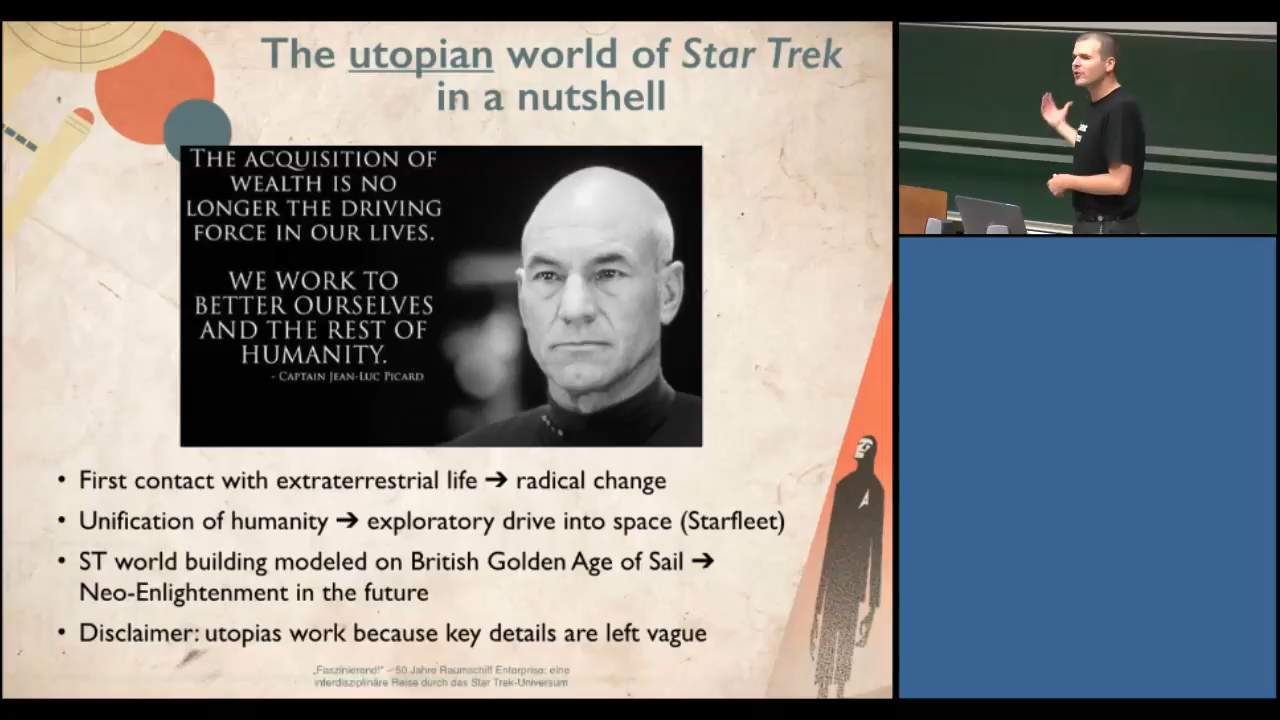 The utopian world of Star Trek
in a nutshell
THE ACQUISITION OF
WEALTH IS NO
LONGER THE DRIVING
FORCE IN OUR LIVES.
WE WORK TO
BETTER OURSELVES
AND THE REST OF
HUMANITY.
- CAPTAIN JEAN-LUC PICARD
• First contact with extraterrestrial life ➔ radical change
• Unification of humanity ➔ exploratory drive into space (Starfleet)
• ST world building modeled on British Golden Age of Sail ➔
Neo-Enlightenment in the future
• Disclaimer: utopias work because key details are left vague
„Faszinierend!" – 50 Jahre Raumschiff Enterprise: eine
interdisziplinäre Reise durch das Star Trek-Universum